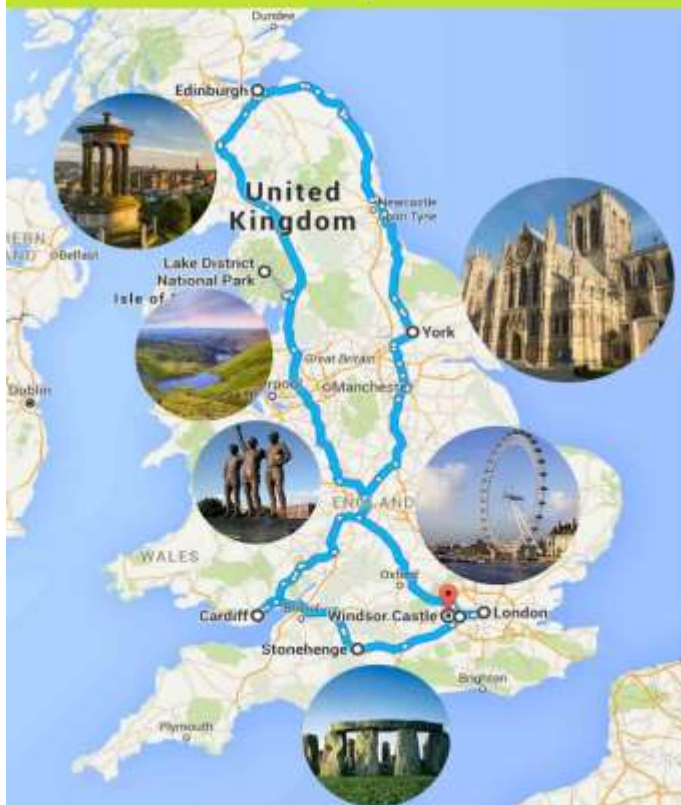 Dundee
Edinburgh
United
Kingdom
Newcastle
upon Tyne
Belfast
Lake District
National Park
Isle of
York
Great Britain
Dublin
Manchester
ENGLAND
WALES
Oxford
Cardiff
Bristol
Windsor Castle
London
Stonehenge
Brighton
Plymouth